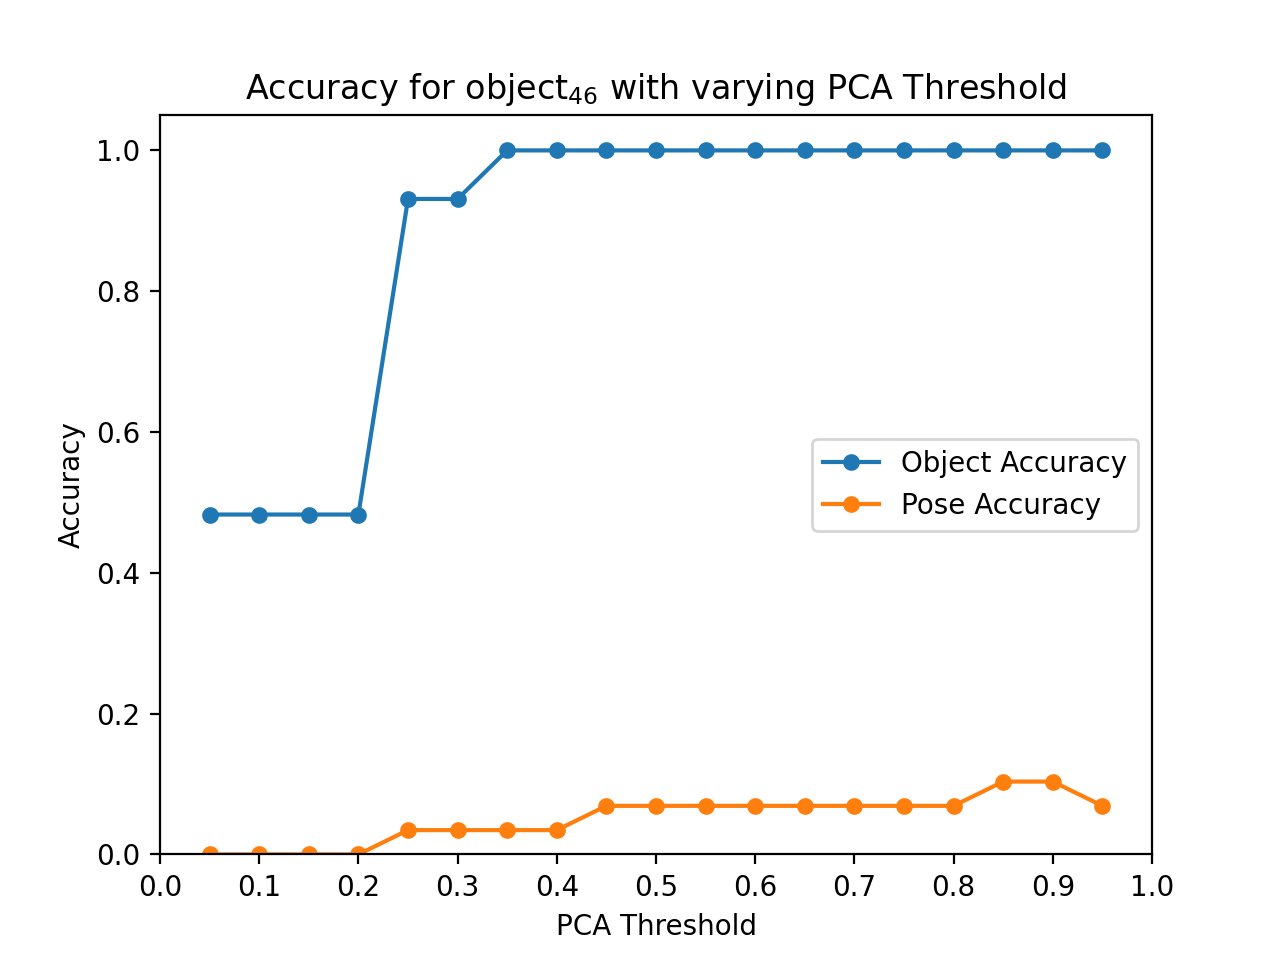 Accuracy for object₄₆ with varying PCA Threshold
1.0
0.8
0.6
0.4
0.2
0.0
Accuracy
Object Accuracy
Pose Accuracy
0.0 0.1 0.2 0.3 0.4 0.5 0.6 0.7 0.8 0.9 1.0
PCA Threshold